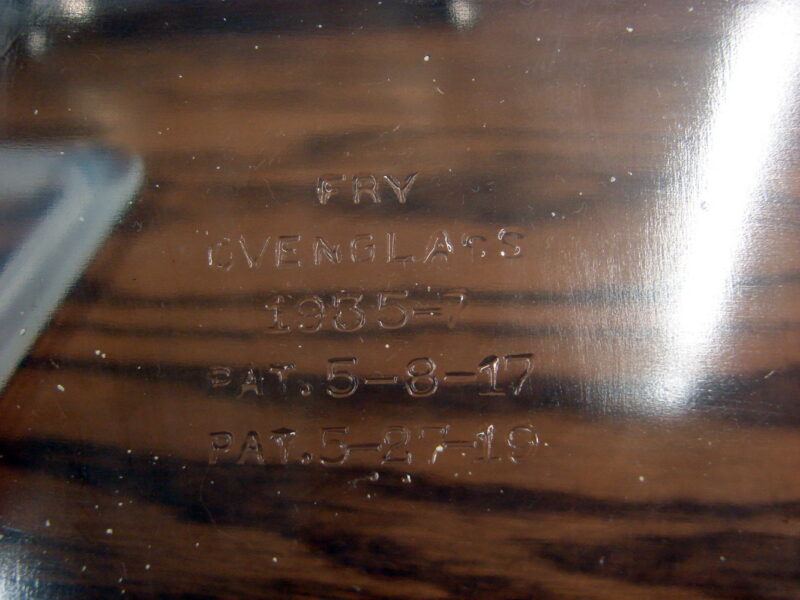 FRY
OVENGLASS
1935-7
PAT. 5-8-17
PAT. 5-27-19